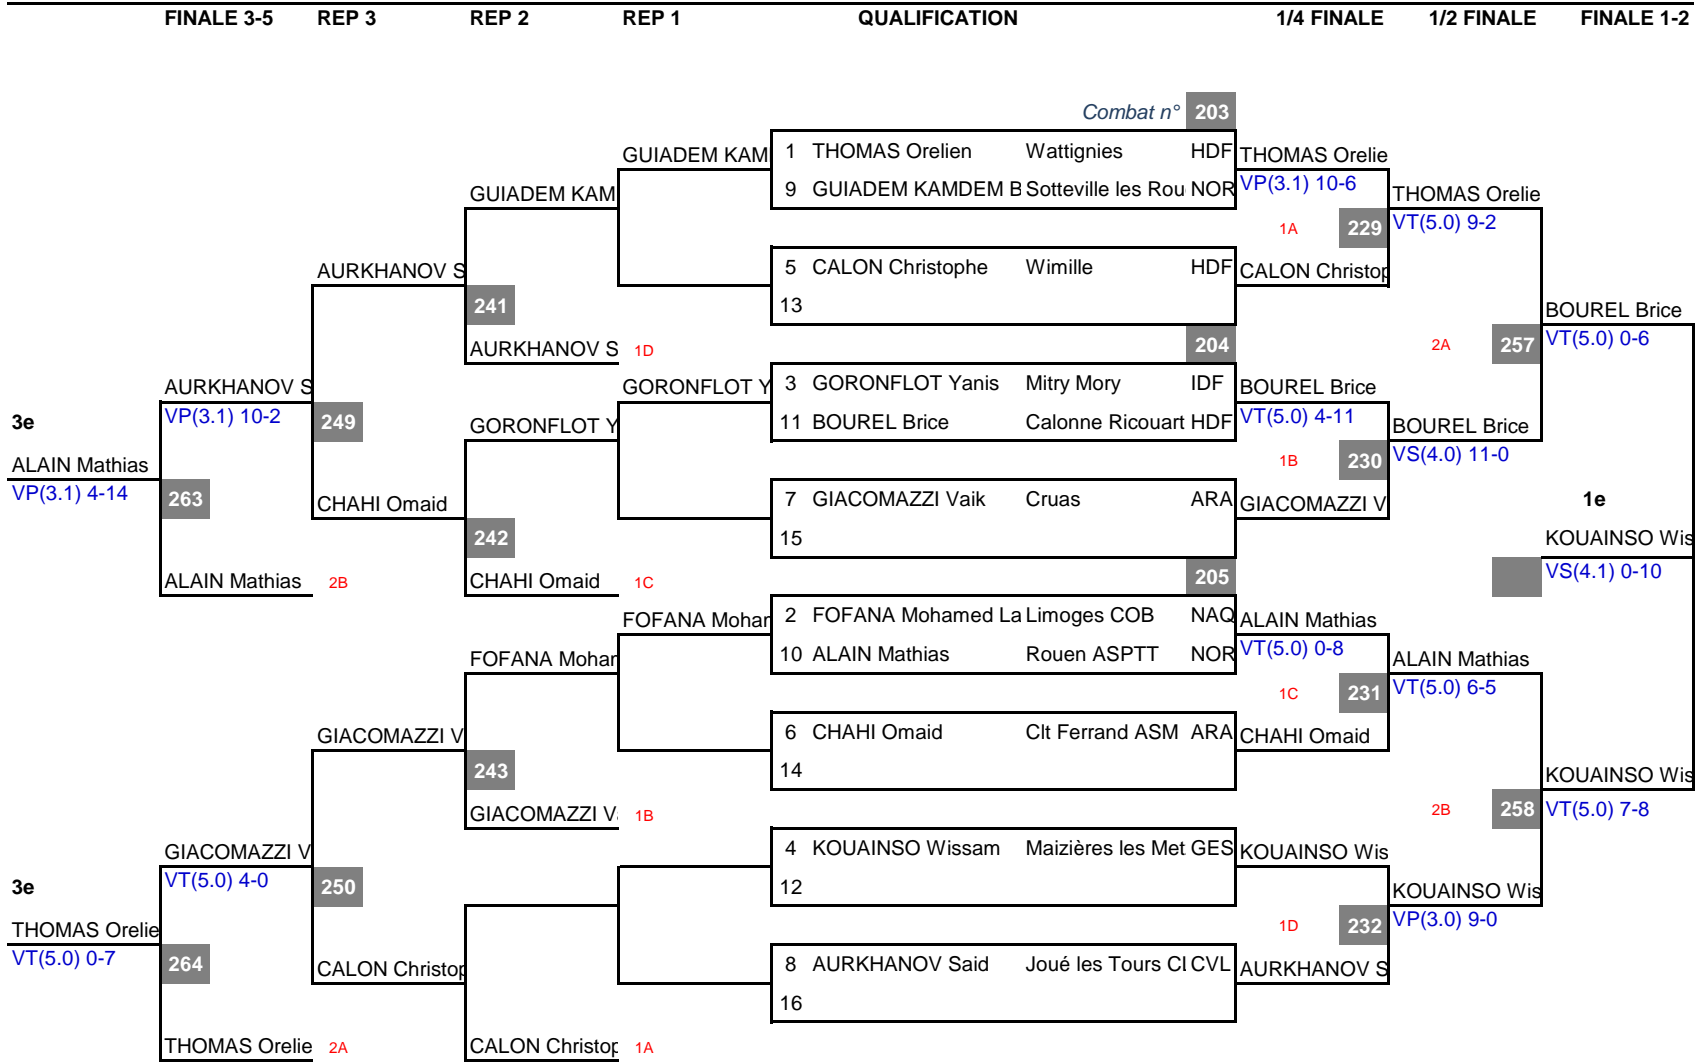 FINALE 3-5 REP 3 REP 2 REP 1 QUALIFICATION 1/4 FINALE 1/2 FINALE FINALE 1-2
Combat n° 203
GUIADEM KAM 1 THOMAS Orelien Wattignies HDF THOMAS Orelie
GUIADEM KAM 9 GUIADEM KAMDEM B Sotteville les Rou NOR VP(3.1) 10-6 THOMAS Orelie
1A 229 VT(5.0) 9-2
AURKHANOV S 5 CALON Christophe Wimille HDF CALON Christop
241 13 BOUREL Brice
AURKHANOV S 1D 204 2A 257 VT(5.0) 0-6
AURKHANOV S GORONFLOT Y 3 GORONFLOT Yanis Mitry Mory IDF BOUREL Brice
3e VP(3.1) 10-2 249 GORONFLOT Y 11 BOUREL Brice Calonne Ricouart HDF VT(5.0) 4-11 BOUREL Brice
ALAIN Mathias 1B 230 VS(4.0) 11-0
VP(3.1) 4-14 263 CHAHI Omaid 7 GIACOMAZZI Vaik Cruas ARA GIACOMAZZI V 1e
242 15 KOUAINSO Wis
ALAIN Mathias 2B CHAHI Omaid 1C 205 VS(4.1) 0-10
FOFANA Mohar 2 FOFANA Mohamed La Limoges COB NAQ ALAIN Mathias
FOFANA Mohar 10 ALAIN Mathias Rouen ASPTT NOR VT(5.0) 0-8 ALAIN Mathias
1C 231 VT(5.0) 6-5
GIACOMAZZI V 6 CHAHI Omaid Clt Ferrand ASM ARA CHAHI Omaid
243 14 KOUAINSO Wis
GIACOMAZZI V 1B 2B 258 VT(5.0) 7-8
GIACOMAZZI V 4 KOUAINSO Wissam Maizières les Met GES KOUAINSO Wis
3e VT(5.0) 4-0 250 12 KOUAINSO Wis
THOMAS Orelie 1D 232 VP(3.0) 9-0
VT(5.0) 0-7 264 CALON Christop 8 AURKHANOV Said Joué les Tours Cl CVL AURKHANOV S
16
THOMAS Orelie 2A CALON Christop 1A